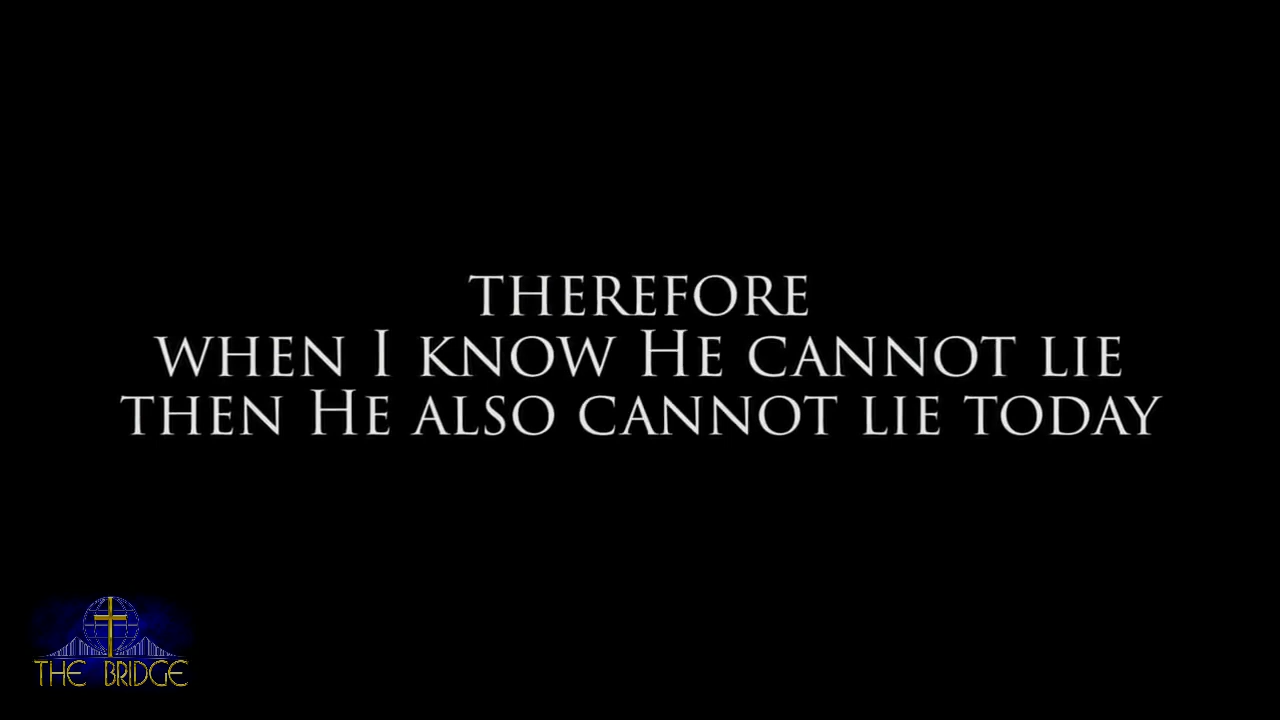 THEREFORE
WHEN I KNOW HE CANNOT LIE
THEN HE ALSO CANNOT LIE TODAY
THE BRIDGE